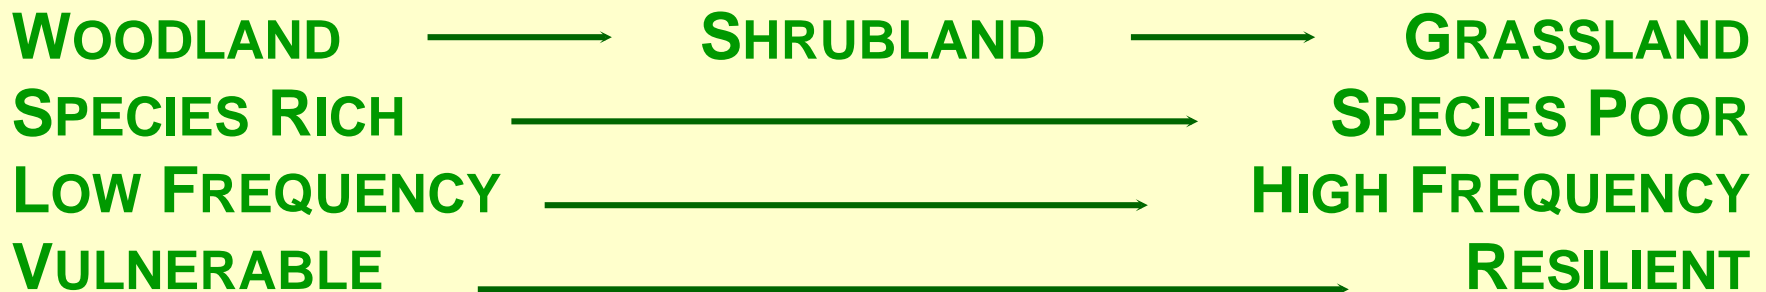 WOODLAND SHRUBLAND GRASSLAND
SPECIES RICH SPECIES POOR
LOW FREQUENCY HIGH FREQUENCY
VULNERABLE RESILIENT